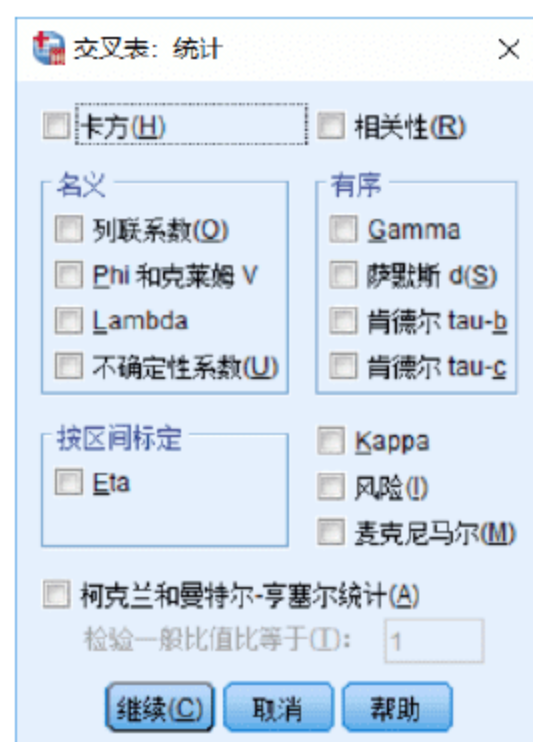 交叉表：统计
卡方(H) 相关性(R)
名义 有序
列联系数(O) Gamma
Phi 和克莱姆 V 萨默斯 d(S)
Lambda 肯德尔 tau-b
不确定性系数(U) 肯德尔 tau-c
按区间标定 Kappa
Eta 风险(I)
麦克尼马尔(M)
柯克兰和曼特尔-亨塞尔统计(A)
检验一般比值比等于(T)： 1
继续(C) 取消 帮助